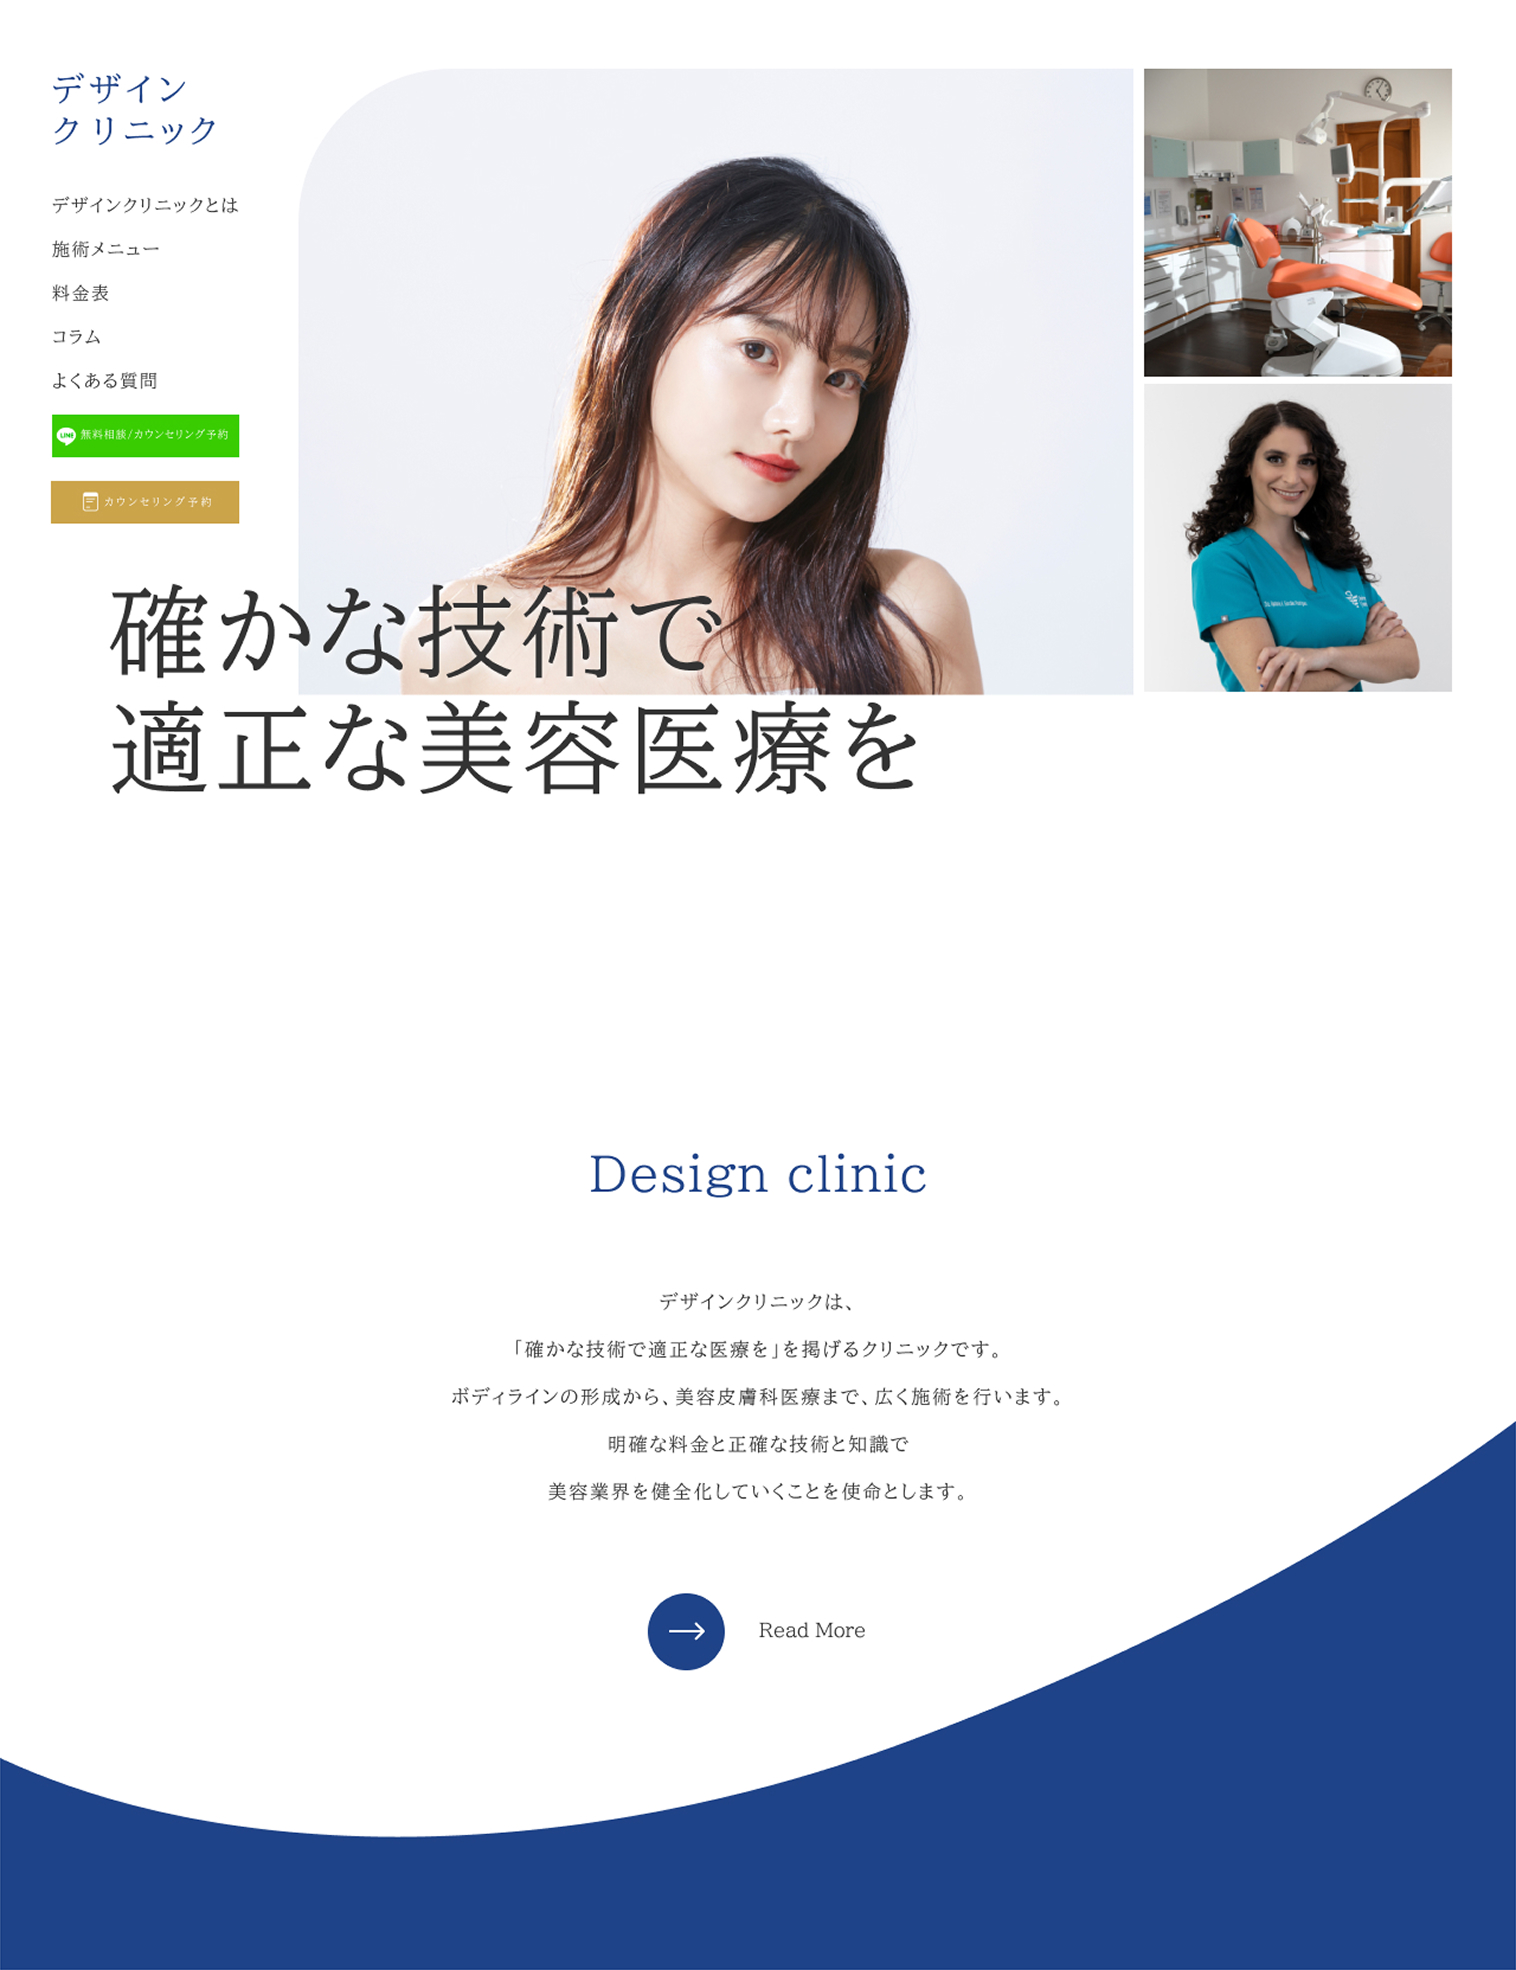 デザイン
クリニック
デザインクリニックとは
施術メニュー
料金表
コラム
よくある質問
LINE 無料相談/カウンセリング予約
カウンセリング予約
確かな技術で
適正な美容医療を
Design clinic
デザインクリニックは、
「確かな技術で適正な医療を」を掲げるクリニックです。
ボディラインの形成から、美容皮膚科医療まで、広く施術を行います。
明確な料金と正確な技術と知識で
美容業界を健全化していくことを使命とします。
Read More